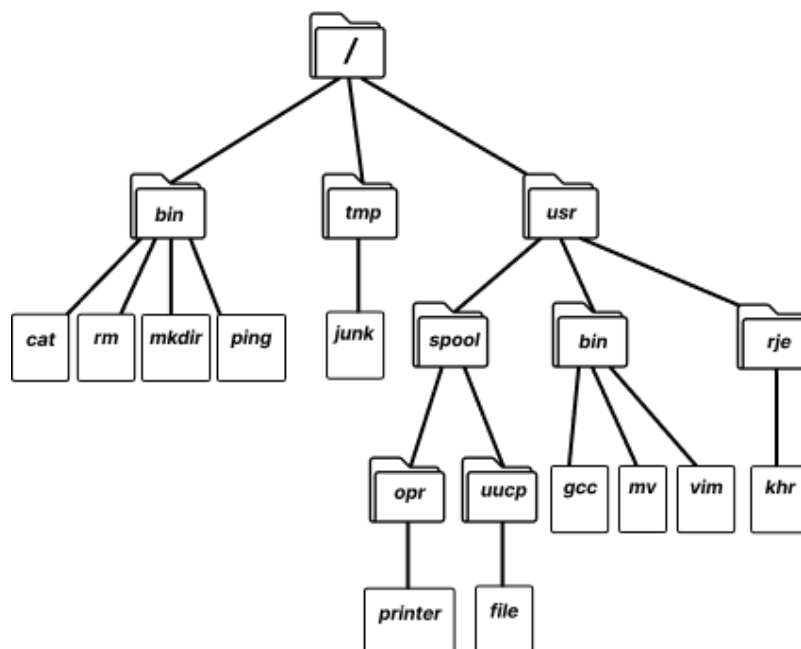 /
bin
tmp
usr
cat
rm
mkdir
ping
junk
spool
bin
rje
opr
uucp
gcc
mv
vim
khr
printer
file